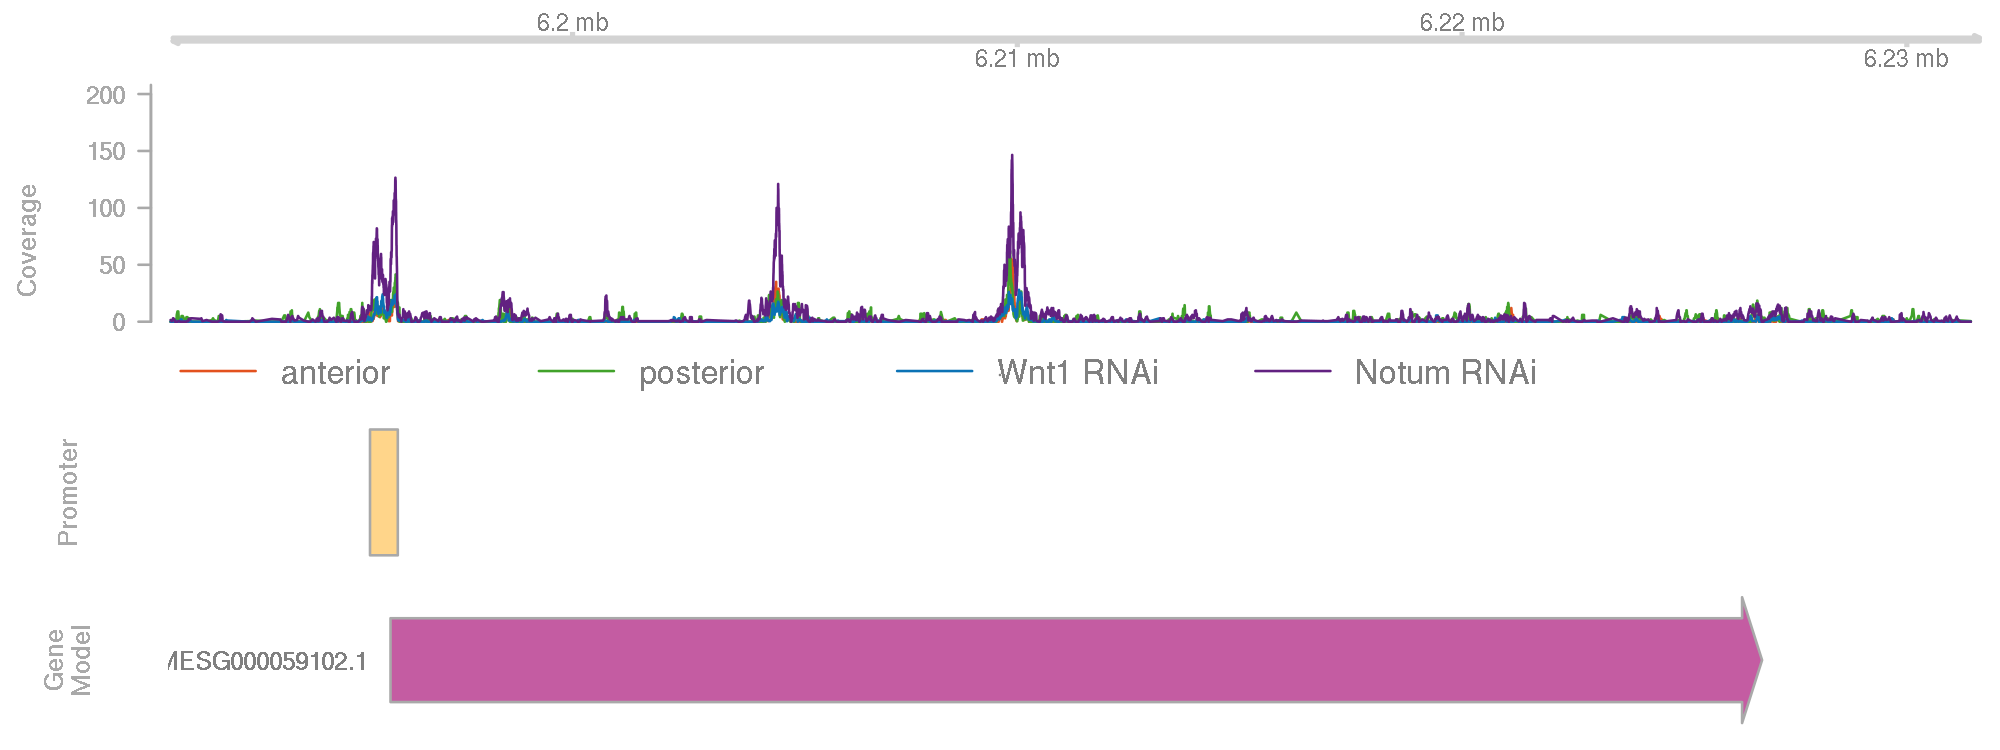 6.2 mb
6.22 mb
6.21 mb
6.23 mb
Coverage
200
150
100
50
0
anterior posterior Wnt1 RNAi Notum RNAi
Promoter
Gene
Model
MESG000059102.1